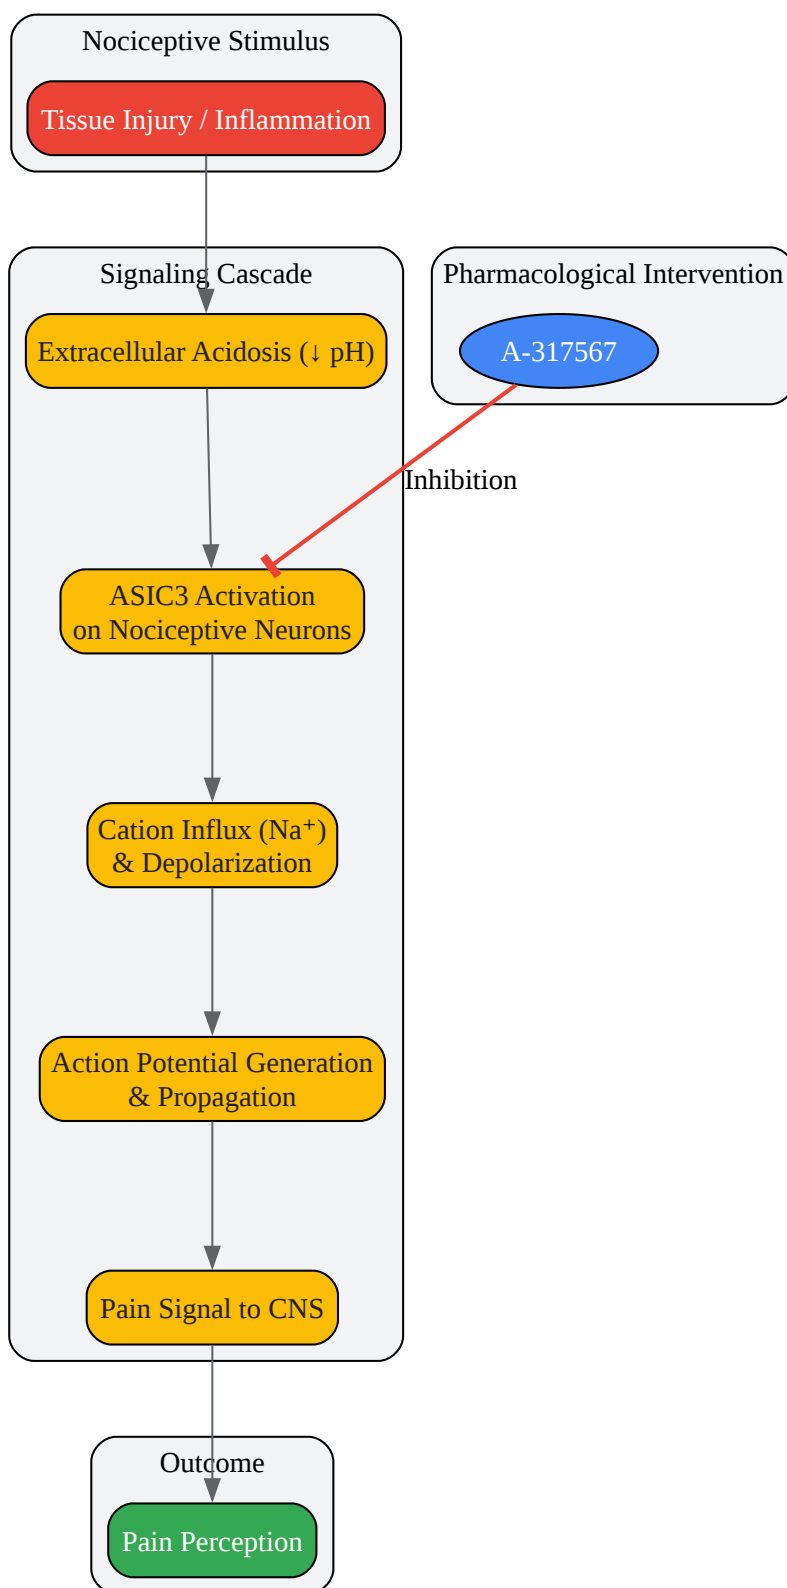 Nociceptive Stimulus
Tissue Injury / Inflammation
Signaling Cascade
Pharmacological Intervention
Extracellular Acidosis (↓ pH)
A-317567
Inhibition
ASIC3 Activation
on Nociceptive Neurons
Cation Influx (Na⁺)
& Depolarization
Action Potential Generation
& Propagation
Pain Signal to CNS
Outcome
Pain Perception